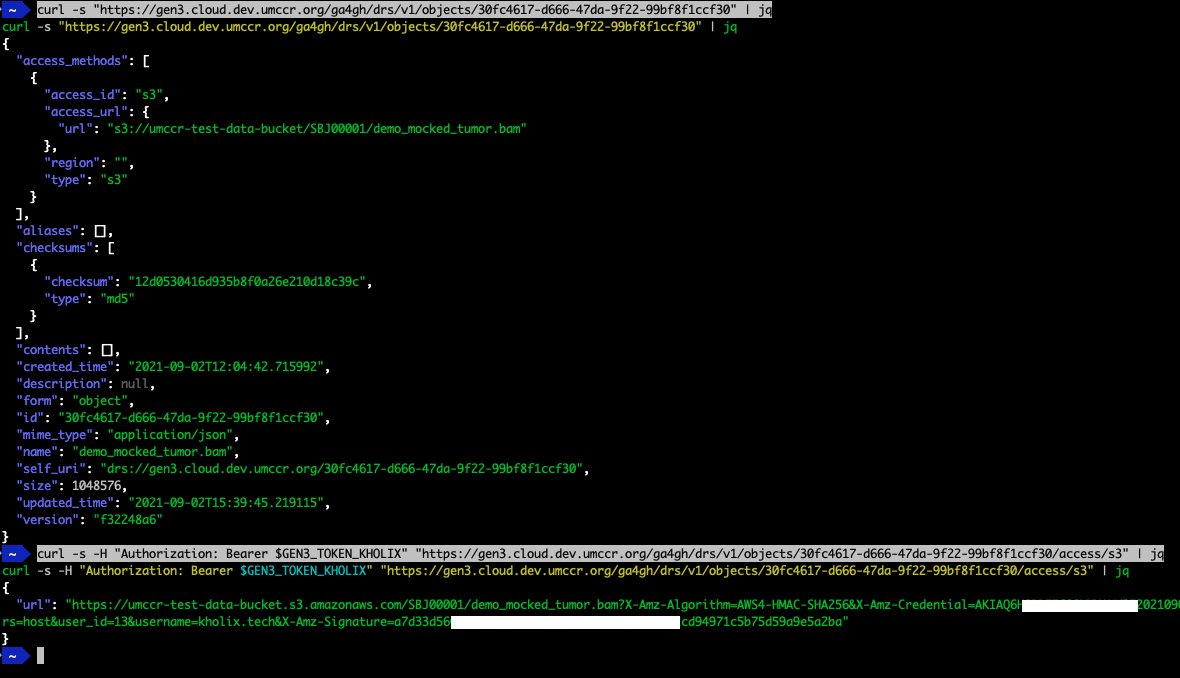 ~ curl -s "https://gen3.cloud.dev.umccr.org/ga4gh/drs/v1/objects/30fc4617-d666-47da-9f22-99bf8f1ccf30" | jq
curl -s "https://gen3.cloud.dev.umccr.org/ga4gh/drs/v1/objects/30fc4617-d666-47da-9f22-99bf8f1ccf30" | jq
{
  "access_methods": [
    {
      "access_id": "s3",
      "access_url": {
        "url": "s3://umccr-test-data-bucket/SBJ00001/demo_mocked_tumor.bam"
      },
      "region": "",
      "type": "s3"
    }
  ],
  "aliases": [],
  "checksums": [
    {
      "checksum": "12d0530416d935b8f0a26e210d18c39c",
      "type": "md5"
    }
  ],
  "contents": [],
  "created_time": "2021-09-02T12:04:42.715992",
  "description": null,
  "form": "object",
  "id": "30fc4617-d666-47da-9f22-99bf8f1ccf30",
  "mime_type": "application/json",
  "name": "demo_mocked_tumor.bam",
  "self_uri": "drs://gen3.cloud.dev.umccr.org/30fc4617-d666-47da-9f22-99bf8f1ccf30",
  "size": 1048576,
  "updated_time": "2021-09-02T15:39:45.219115",
  "version": "f32248a6"
}
~ curl -s -H "Authorization: Bearer $GEN3_TOKEN_KHOLIX" "https://gen3.cloud.dev.umccr.org/ga4gh/drs/v1/objects/30fc4617-d666-47da-9f22-99bf8f1ccf30/access/s3" | jq
curl -s -H "Authorization: Bearer $GEN3_TOKEN_KHOLIX" "https://gen3.cloud.dev.umccr.org/ga4gh/drs/v1/objects/30fc4617-d666-47da-9f22-99bf8f1ccf30/access/s3" | jq
{
  "url": "https://umccr-test-data-bucket.s3.amazonaws.com/SBJ00001/demo_mocked_tumor.bam?X-Amz-Algorithm=AWS4-HMAC-SHA256&X-Amz-Credential=AKIAQ6H 202109
rs=host&user_id=13&username=kholix.tech&X-Amz-Signature=a7d33d56 cd94971c5b75d59a9e5a2ba"
}
~